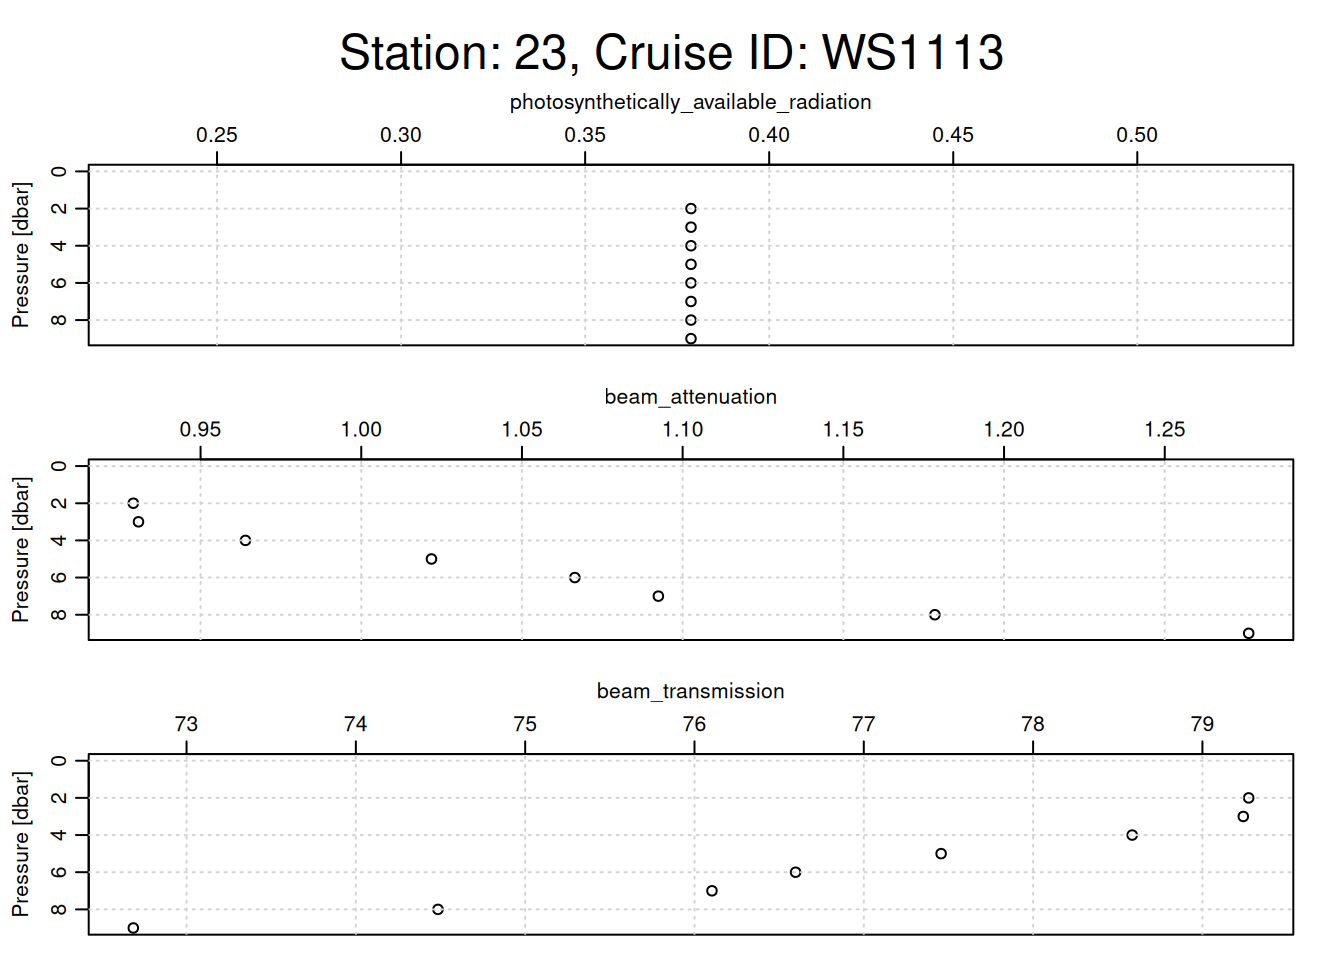 Station: 23, Cruise ID: WS1113
photosynthetically_available_radiation
0.25 0.30 0.35 0.40 0.45 0.50
Pressure [dbar]
0
2
4
6
8
beam_attenuation
0.95 1.00 1.05 1.10 1.15 1.20 1.25
Pressure [dbar]
0
2
4
6
8
beam_transmission
73 74 75 76 77 78 79
Pressure [dbar]
0
2
4
6
8